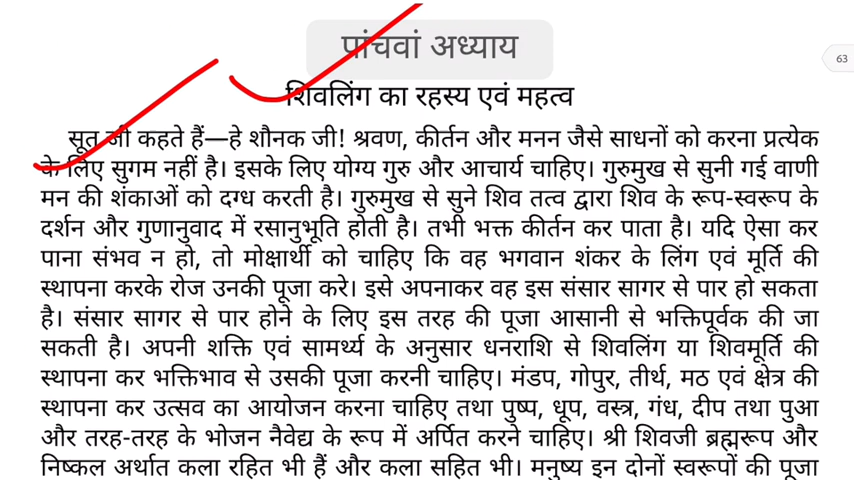 पांचवां अध्याय
63
शिवलिंग का रहस्य एवं महत्व
सूत जी कहते हैं—हे शौनक जी! श्रवण, कीर्तन और मनन जैसे साधनों को करना प्रत्येक
के लिए सुगम नहीं है। इसके लिए योग्य गुरु और आचार्य चाहिए। गुरुमुख से सुनी गई वाणी
मन की शंकाओं को दग्ध करती है। गुरुमुख से सुने शिव तत्व द्वारा शिव के रूप-स्वरूप के
दर्शन और गुणानुवाद में रसानुभूति होती है। तभी भक्त कीर्तन कर पाता है। यदि ऐसा कर
पाना संभव न हो, तो मोक्षार्थी को चाहिए कि वह भगवान शंकर के लिंग एवं मूर्ति की
स्थापना करके रोज उनकी पूजा करे। इसे अपनाकर वह इस संसार सागर से पार हो सकता
है। संसार सागर से पार होने के लिए इस तरह की पूजा आसानी से भक्तिपूर्वक की जा
सकती है। अपनी शक्ति एवं सामर्थ्य के अनुसार धनराशि से शिवलिंग या शिवमूर्ति की
स्थापना कर भक्तिभाव से उसकी पूजा करनी चाहिए। मंडप, गोपुर, तीर्थ, मठ एवं क्षेत्र की
स्थापना कर उत्सव का आयोजन करना चाहिए तथा पुष्प, धूप, वस्त्र, गंध, दीप तथा पुआ
और तरह-तरह के भोजन नैवेद्य के रूप में अर्पित करने चाहिए। श्री शिवजी ब्रह्मरूप और
निष्कल अर्थात कला रहित भी हैं और कला सहित भी। मनुष्य इन दोनों स्वरूपों की पूजा